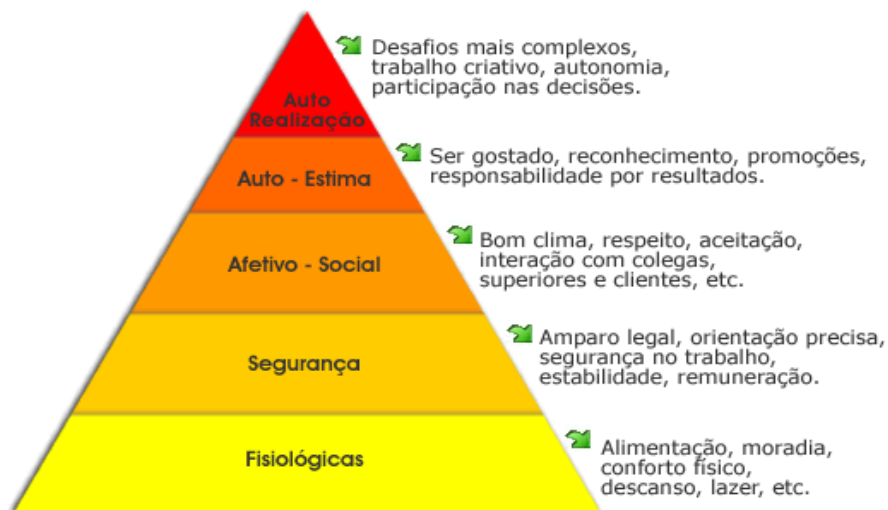 Auto
Realização
Desafios mais complexos,
trabalho criativo, autonomia,
participação nas decisões.
Auto - Estima
Ser gostado, reconhecimento, promoções,
responsabilidade por resultados.
Afetivo - Social
Bom clima, respeito, aceitação,
interação com colegas,
superiores e clientes, etc.
Segurança
Amparo legal, orientação precisa,
segurança no trabalho,
estabilidade, remuneração.
Fisiológicas
Alimentação, moradia,
conforto físico,
descanso, lazer, etc.